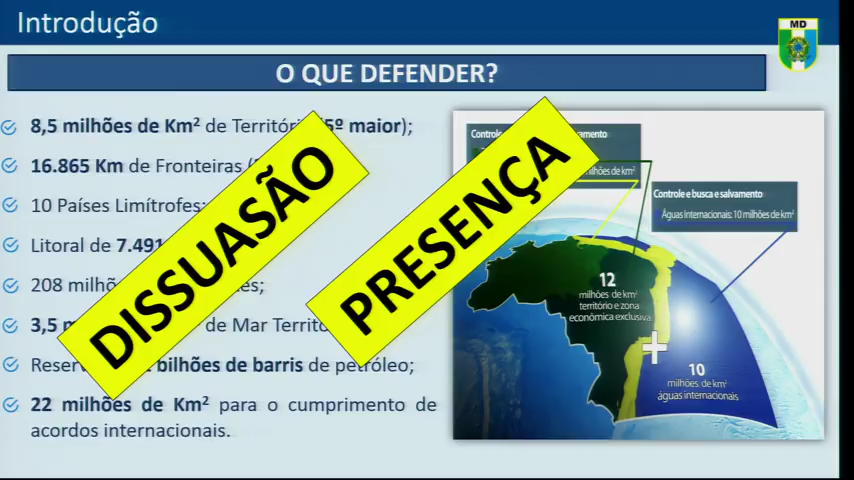 Introdução
MD
O QUE DEFENDER?
8,5 milhões de Km² de Territóri 5º maior);
16.865 Km de Fronteiras
10 Países Limítrofes;
Litoral de 7.491
208 milhõ es;
3,5 de Mar Territo
Reser bilhões de barris de petróleo;
22 milhões de Km² para o cumprimento de
acordos internacionais.
DISSUASÃO
PRESENÇA
Controle amento
milhões de km²
Controle e busca e salvamento
Águas Internacionais: 10 milhões de km²
12
milhões de km²
território e zona
econômica exclusiva
+
10
milhões de km²
águas internacionais